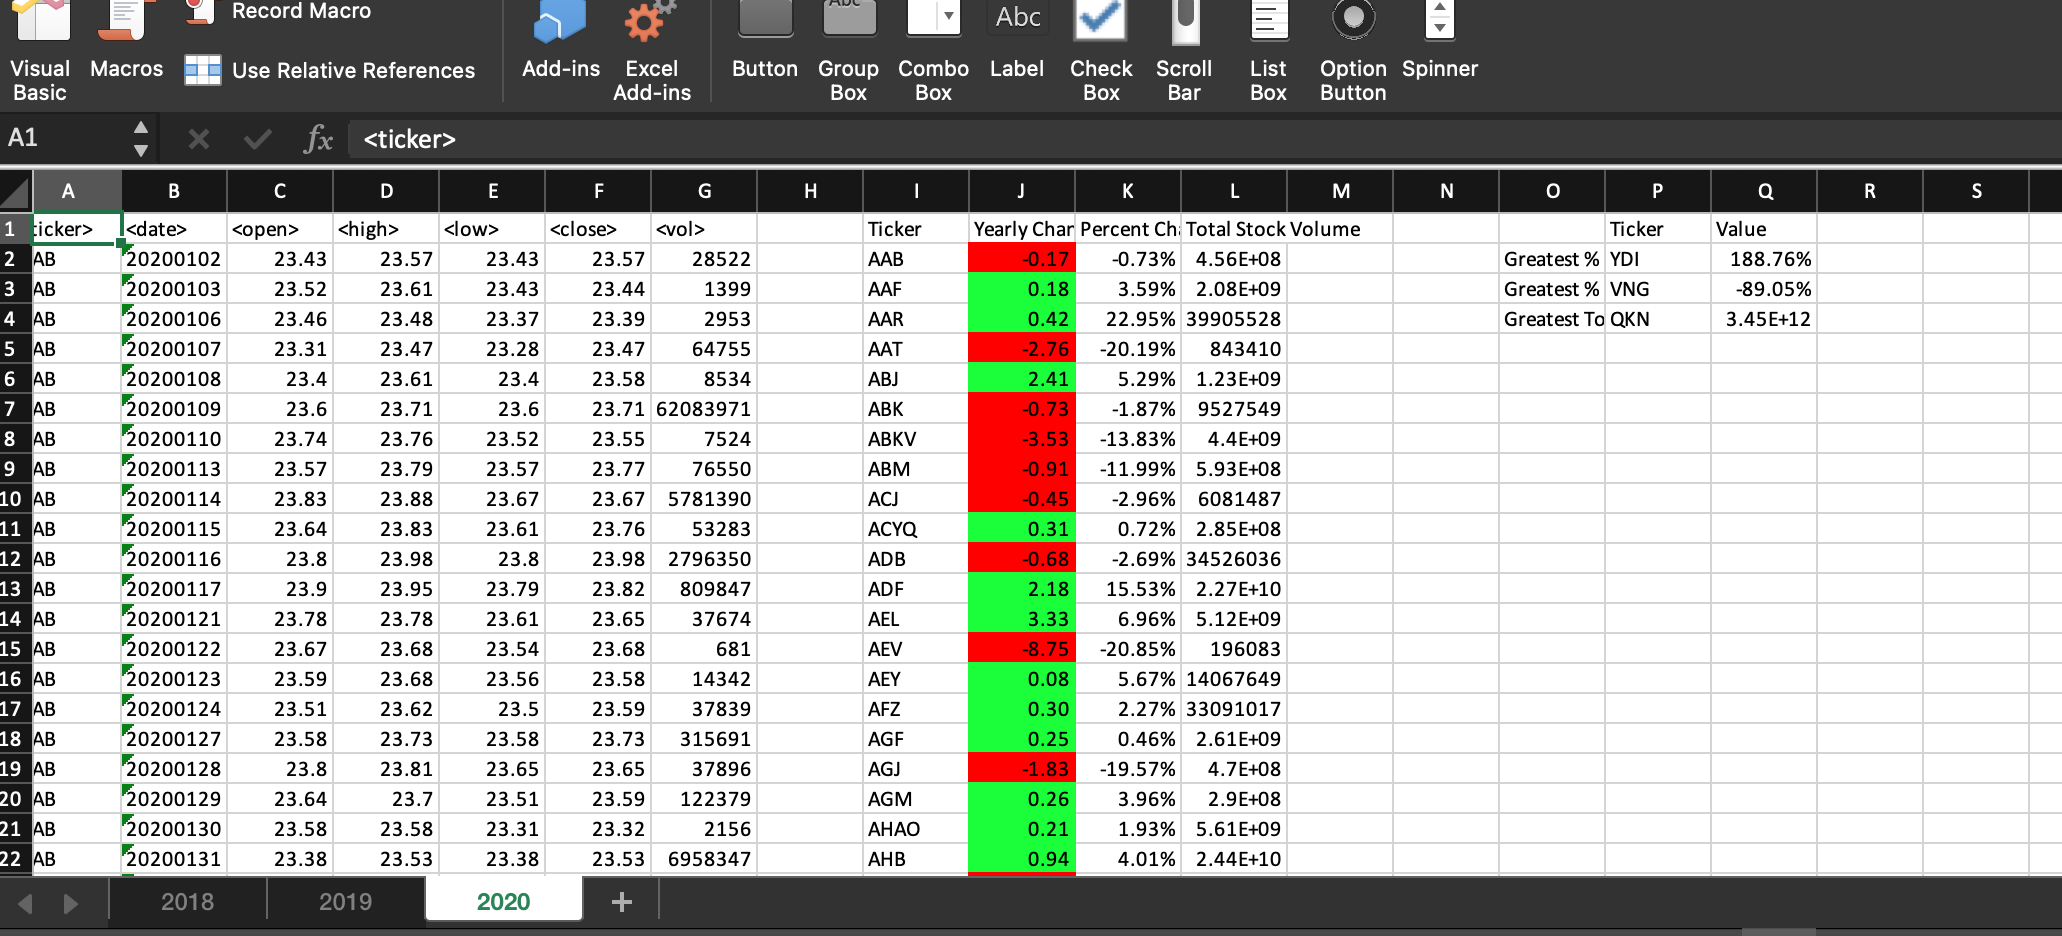 Record Macro
Visual Basic
Macros
Use Relative References
Add-ins
Excel Add-ins
Button
Abc
Group Box
Combo Box
Abc
Label
Check Box
Scroll Bar
List Box
Option Button
Spinner
A1 fx <ticker>
A B C D E F G H I J K L M N O P Q R S
1 ticker> <date> <open> <high> <low> <close> <vol> Ticker Yearly Char Percent Ch Total Stock Volume Ticker Value
2 AB 20200102 23.43 23.57 23.43 23.57 28522 AAB -0.17 -0.73% 4.56E+08 Greatest % YDI 188.76%
3 AB 20200103 23.52 23.61 23.43 23.44 1399 AAF 0.18 3.59% 2.08E+09 Greatest % VNG -89.05%
4 AB 20200106 23.46 23.48 23.37 23.39 2953 AAR 0.42 22.95% 39905528 Greatest To QKN 3.45E+12
5 AB 20200107 23.31 23.47 23.28 23.47 64755 AAT -2.76 -20.19% 843410
6 AB 20200108 23.4 23.61 23.4 23.58 8534 ABJ 2.41 5.29% 1.23E+09
7 AB 20200109 23.6 23.71 23.6 23.71 62083971 ABK -0.73 -1.87% 9527549
8 AB 20200110 23.74 23.76 23.52 23.55 7524 ABKV -3.53 -13.83% 4.4E+09
9 AB 20200113 23.57 23.79 23.57 23.77 76550 ABM -0.91 -11.99% 5.93E+08
10 AB 20200114 23.83 23.88 23.67 23.67 5781390 ACJ -0.45 -2.96% 6081487
11 AB 20200115 23.64 23.83 23.61 23.76 53283 ACYQ 0.31 0.72% 2.85E+08
12 AB 20200116 23.8 23.98 23.8 23.98 2796350 ADB -0.68 -2.69% 34526036
13 AB 20200117 23.9 23.95 23.79 23.82 809847 ADF 2.18 15.53% 2.27E+10
14 AB 20200121 23.78 23.78 23.61 23.65 37674 AEL 3.33 6.96% 5.12E+09
15 AB 20200122 23.67 23.68 23.54 23.68 681 AEV -8.75 -20.85% 196083
16 AB 20200123 23.59 23.68 23.56 23.58 14342 AEY 0.08 5.67% 14067649
17 AB 20200124 23.51 23.62 23.5 23.59 37839 AFZ 0.30 2.27% 33091017
18 AB 20200127 23.58 23.73 23.58 23.73 315691 AGF 0.25 0.46% 2.61E+09
19 AB 20200128 23.8 23.81 23.65 23.65 37896 AGJ -1.83 -19.57% 4.7E+08
20 AB 20200129 23.64 23.7 23.51 23.59 122379 AGM 0.26 3.96% 2.9E+08
21 AB 20200130 23.58 23.58 23.31 23.32 2156 AHAO 0.21 1.93% 5.61E+09
22 AB 20200131 23.38 23.53 23.38 23.53 6958347 AHB 0.94 4.01% 2.44E+10
2018 2019 2020 +